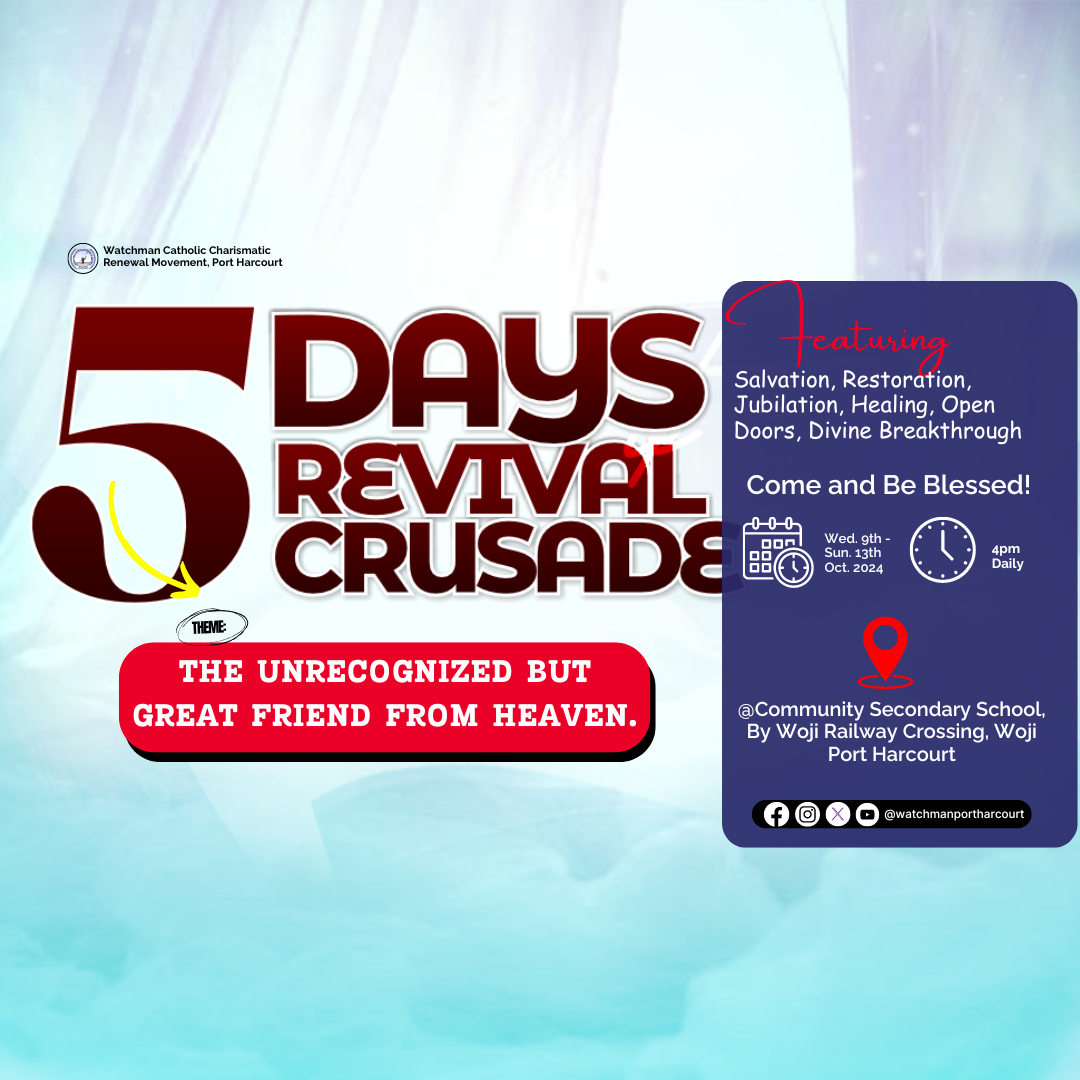 Watchman Catholic Charismatic
Renewal Movement, Port Harcourt
5 DAYS
REVIVAL
CRUSADE
THEME:
THE UNRECOGNIZED BUT
GREAT FRIEND FROM HEAVEN.
Featuring
Salvation, Restoration,
Jubilation, Healing, Open
Doors, Divine Breakthrough
Come and Be Blessed!
Wed. 9th -
Sun. 13th
Oct. 2024
4pm
Daily
@Community Secondary School,
By Woji Railway Crossing, Woji
Port Harcourt
@watchmanportharcourt